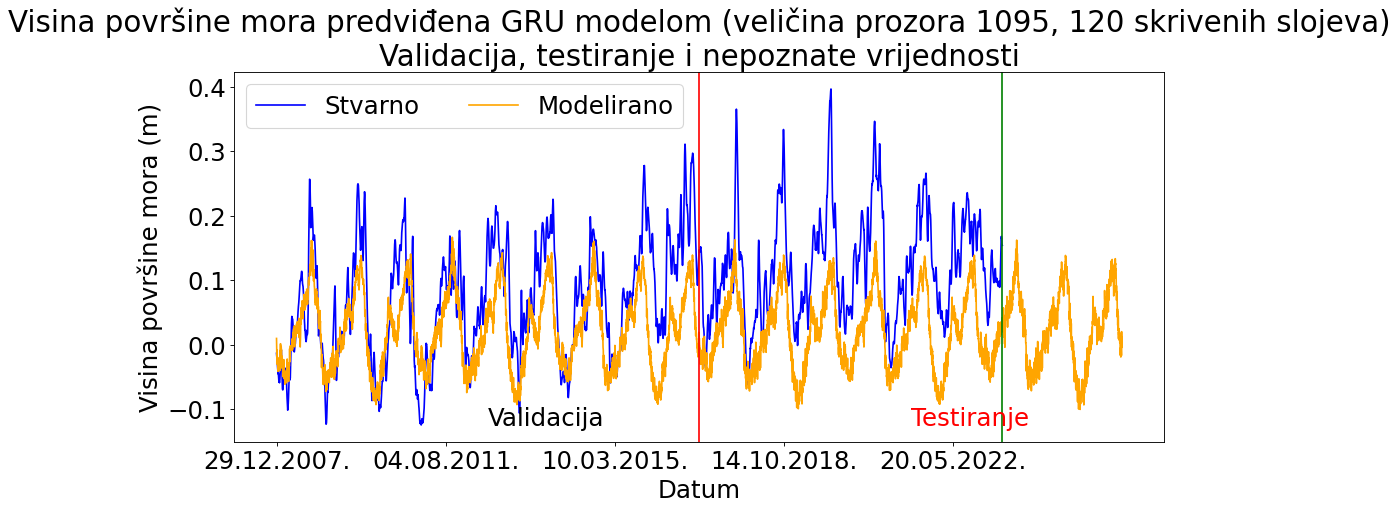 Visina površine mora predviđena GRU modelom (veličina prozora 1095, 120 skrivenih slojeva)
Validacija, testiranje i nepoznate vrijednosti
Stvarno Modelirano
Visina površine mora (m)
0.4
0.3
0.2
0.1
0.0
−0.1
Validacija Testiranje
29.12.2007. 04.08.2011. 10.03.2015. 14.10.2018. 20.05.2022.
Datum